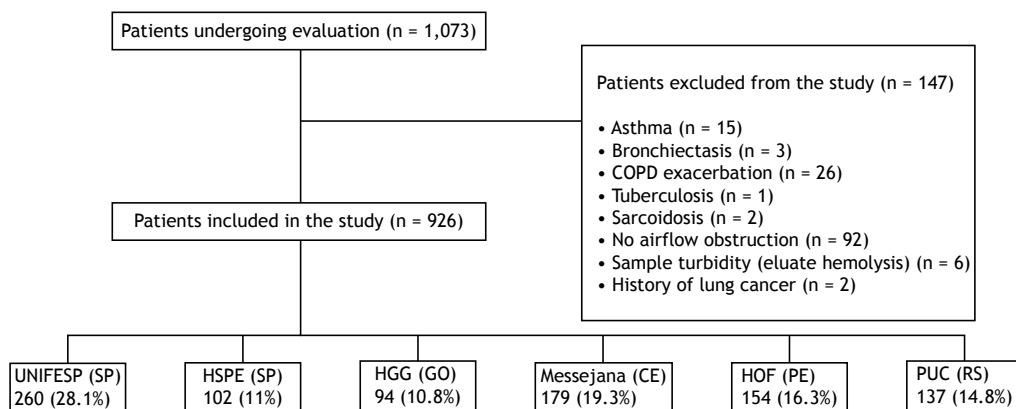 Patients undergoing evaluation (n = 1,073)
Patients excluded from the study (n = 147)
• Asthma (n = 15)
• Bronchiectasis (n = 3)
• COPD exacerbation (n = 26)
• Tuberculosis (n = 1)
• Sarcoidosis (n = 2)
• No airflow obstruction (n = 92)
• Sample turbidity (eluate hemolysis) (n = 6)
• History of lung cancer (n = 2)
Patients included in the study (n = 926)
UNIFESP (SP)
260 (28.1%)
HSPE (SP)
102 (11%)
HGG (GO)
94 (10.8%)
Messejana (CE)
179 (19.3%)
HOF (PE)
154 (16.3%)
PUC (RS)
137 (14.8%)